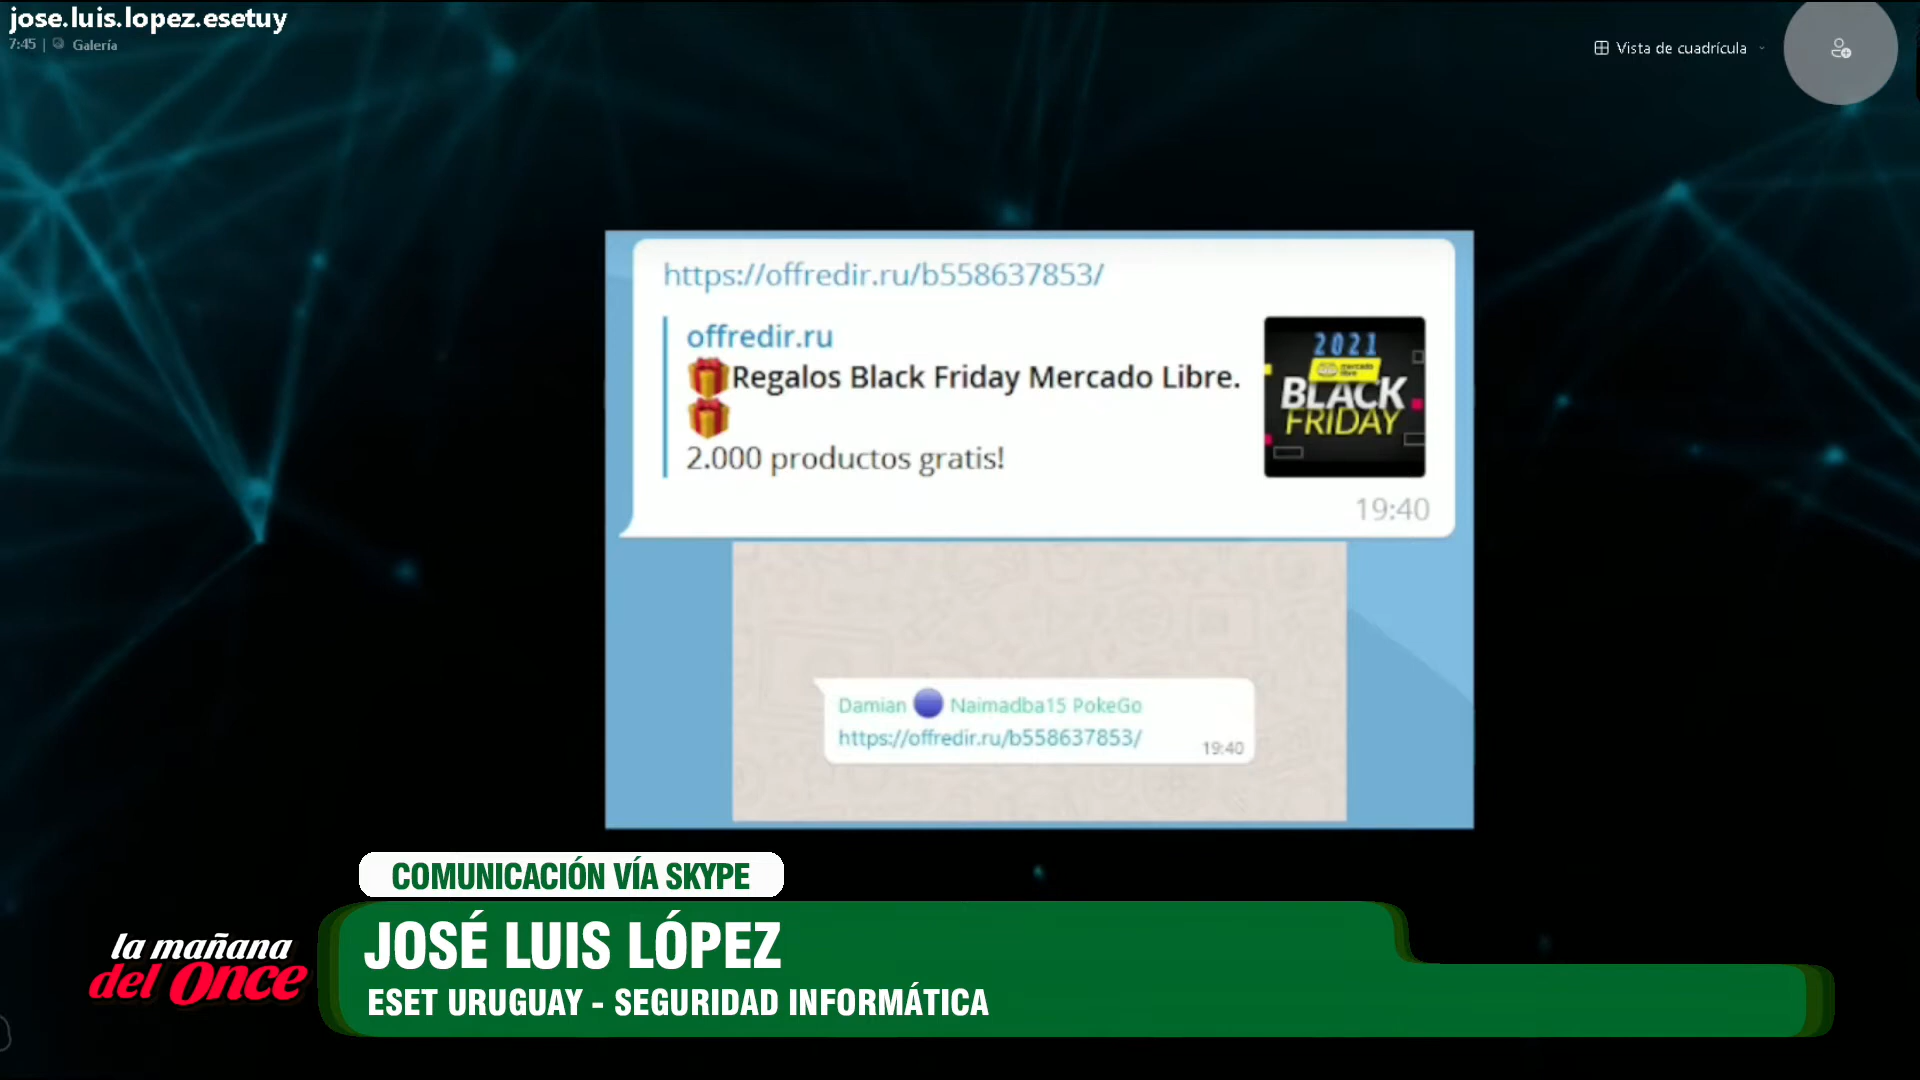 jose.luis.lopez.esetuy
7:45 | Galería
Vista de cuadrícula
https://offredir.ru/b558637853/
offredir.ru
🎁Regalos Black Friday Mercado Libre.
🎁
2.000 productos gratis!
2021
mercado
libre
BLACK
FRIDAY
19:40
Damian 🔵 Naimadba15 PokeGo
https://offredir.ru/b558637853/
19:40
COMUNICACIÓN VÍA SKYPE
JOSÉ LUIS LÓPEZ
ESET URUGUAY - SEGURIDAD INFORMÁTICA
la mañana
del Once